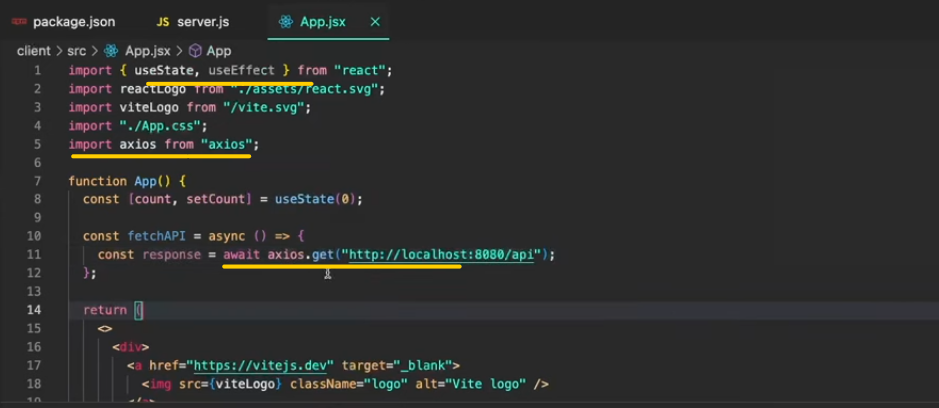 package.json JS server.js App.jsx ×
client > src > App.jsx > App
1 import { useState, useEffect } from "react";
2 import reactLogo from "./assets/react.svg";
3 import viteLogo from "/vite.svg";
4 import "./App.css";
5 import axios from "axios";
6
7 function App() {
8 const [count, setCount] = useState(0);
9
10 const fetchAPI = async () => {
11 const response = await axios.get("http://localhost:8080/api");
12 };
13
14 return (
15 <>
16 <div>
17 <a href="https://vitejs.dev" target="_blank">
18 <img src={viteLogo} className="logo" alt="Vite logo" />